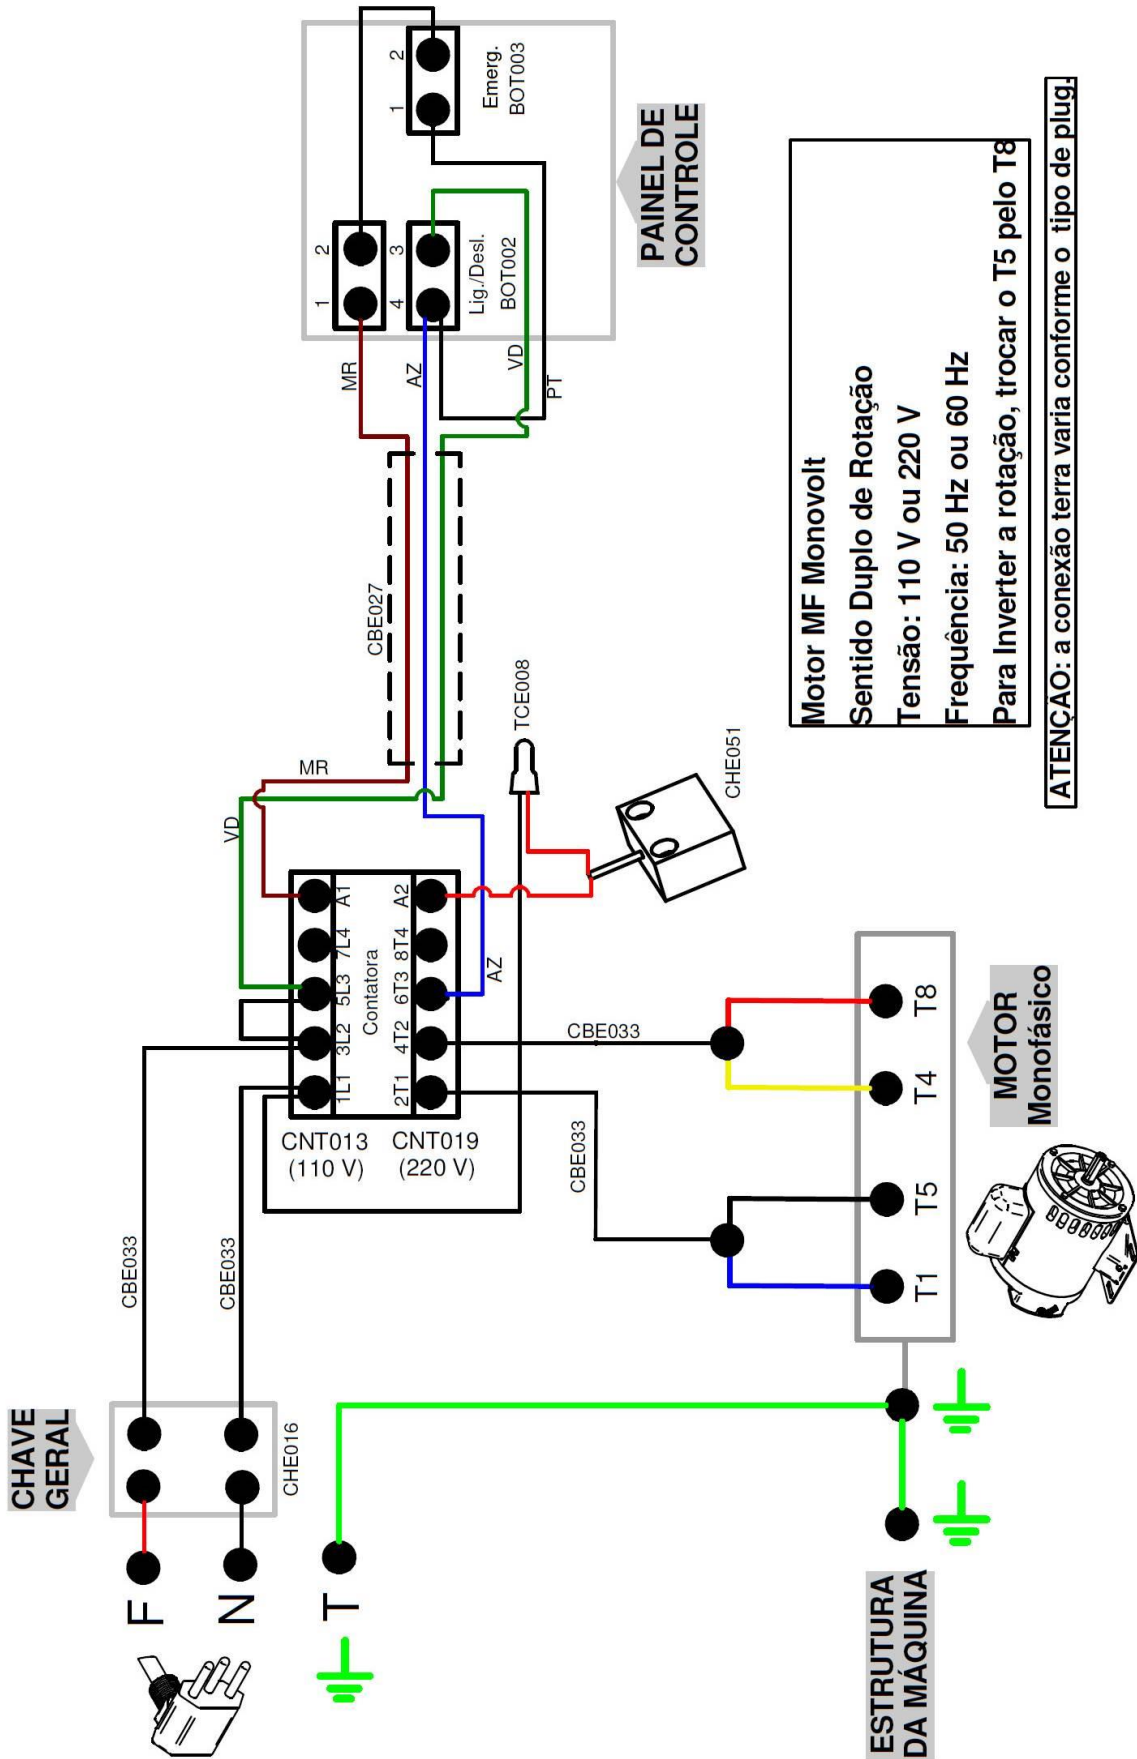 CHAVE
GERAL
F
N
T
CHE016
CBE033
CBE033
CNT013
(110 V)
CNT019
(220 V)
1L1
3L2
5L3
7L4
A1
Contatora
2T1
4T2
6T3
8T4
A2
VD
MR
AZ
CBE027
TCE008
CHE051
CBE033
CBE033
MR
AZ
VD
PT
1
2
4
3
Lig./Desl.
BOT002
1
2
Emerg.
BOT003
PAINEL DE
CONTROLE
T1
T5
T4
T8
MOTOR
Monofásico
ESTRUTURA
DA MÁQUINA
Motor MF Monovolt
Sentido Duplo de Rotação
Tensão: 110 V ou 220 V
Frequência: 50 Hz ou 60 Hz
Para Inverter a rotação, trocar o T5 pelo T8
ATENÇÃO: a conexão terra varia conforme o tipo de plug.